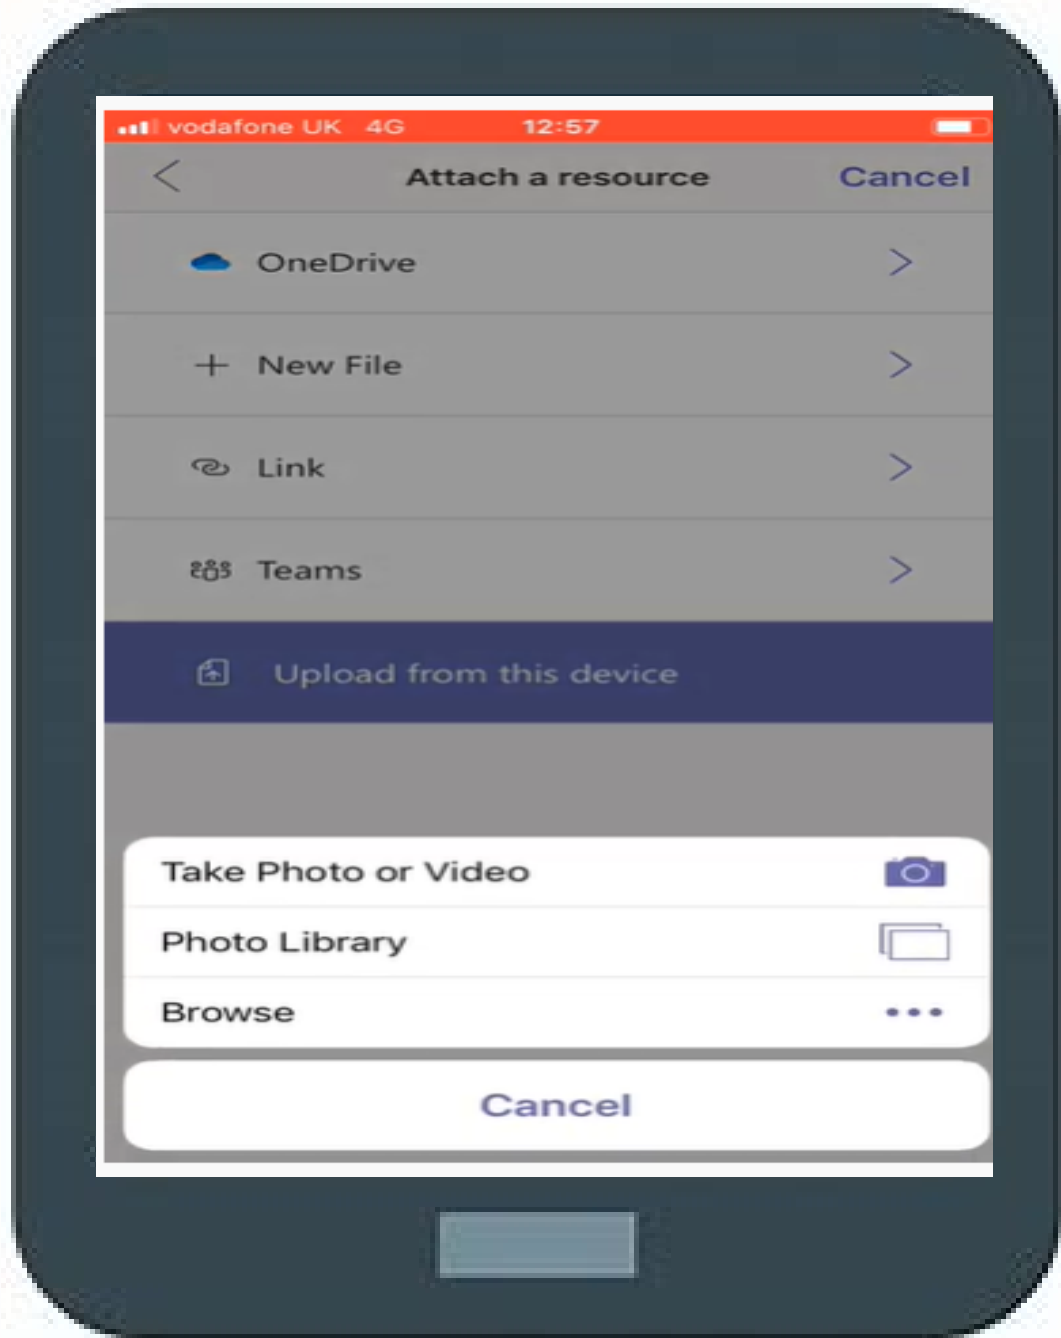 vodafone UK 4G 12:57
Attach a resource Cancel
OneDrive
New File
Link
Teams
Upload from this device
Take Photo or Video
Photo Library
Browse
Cancel